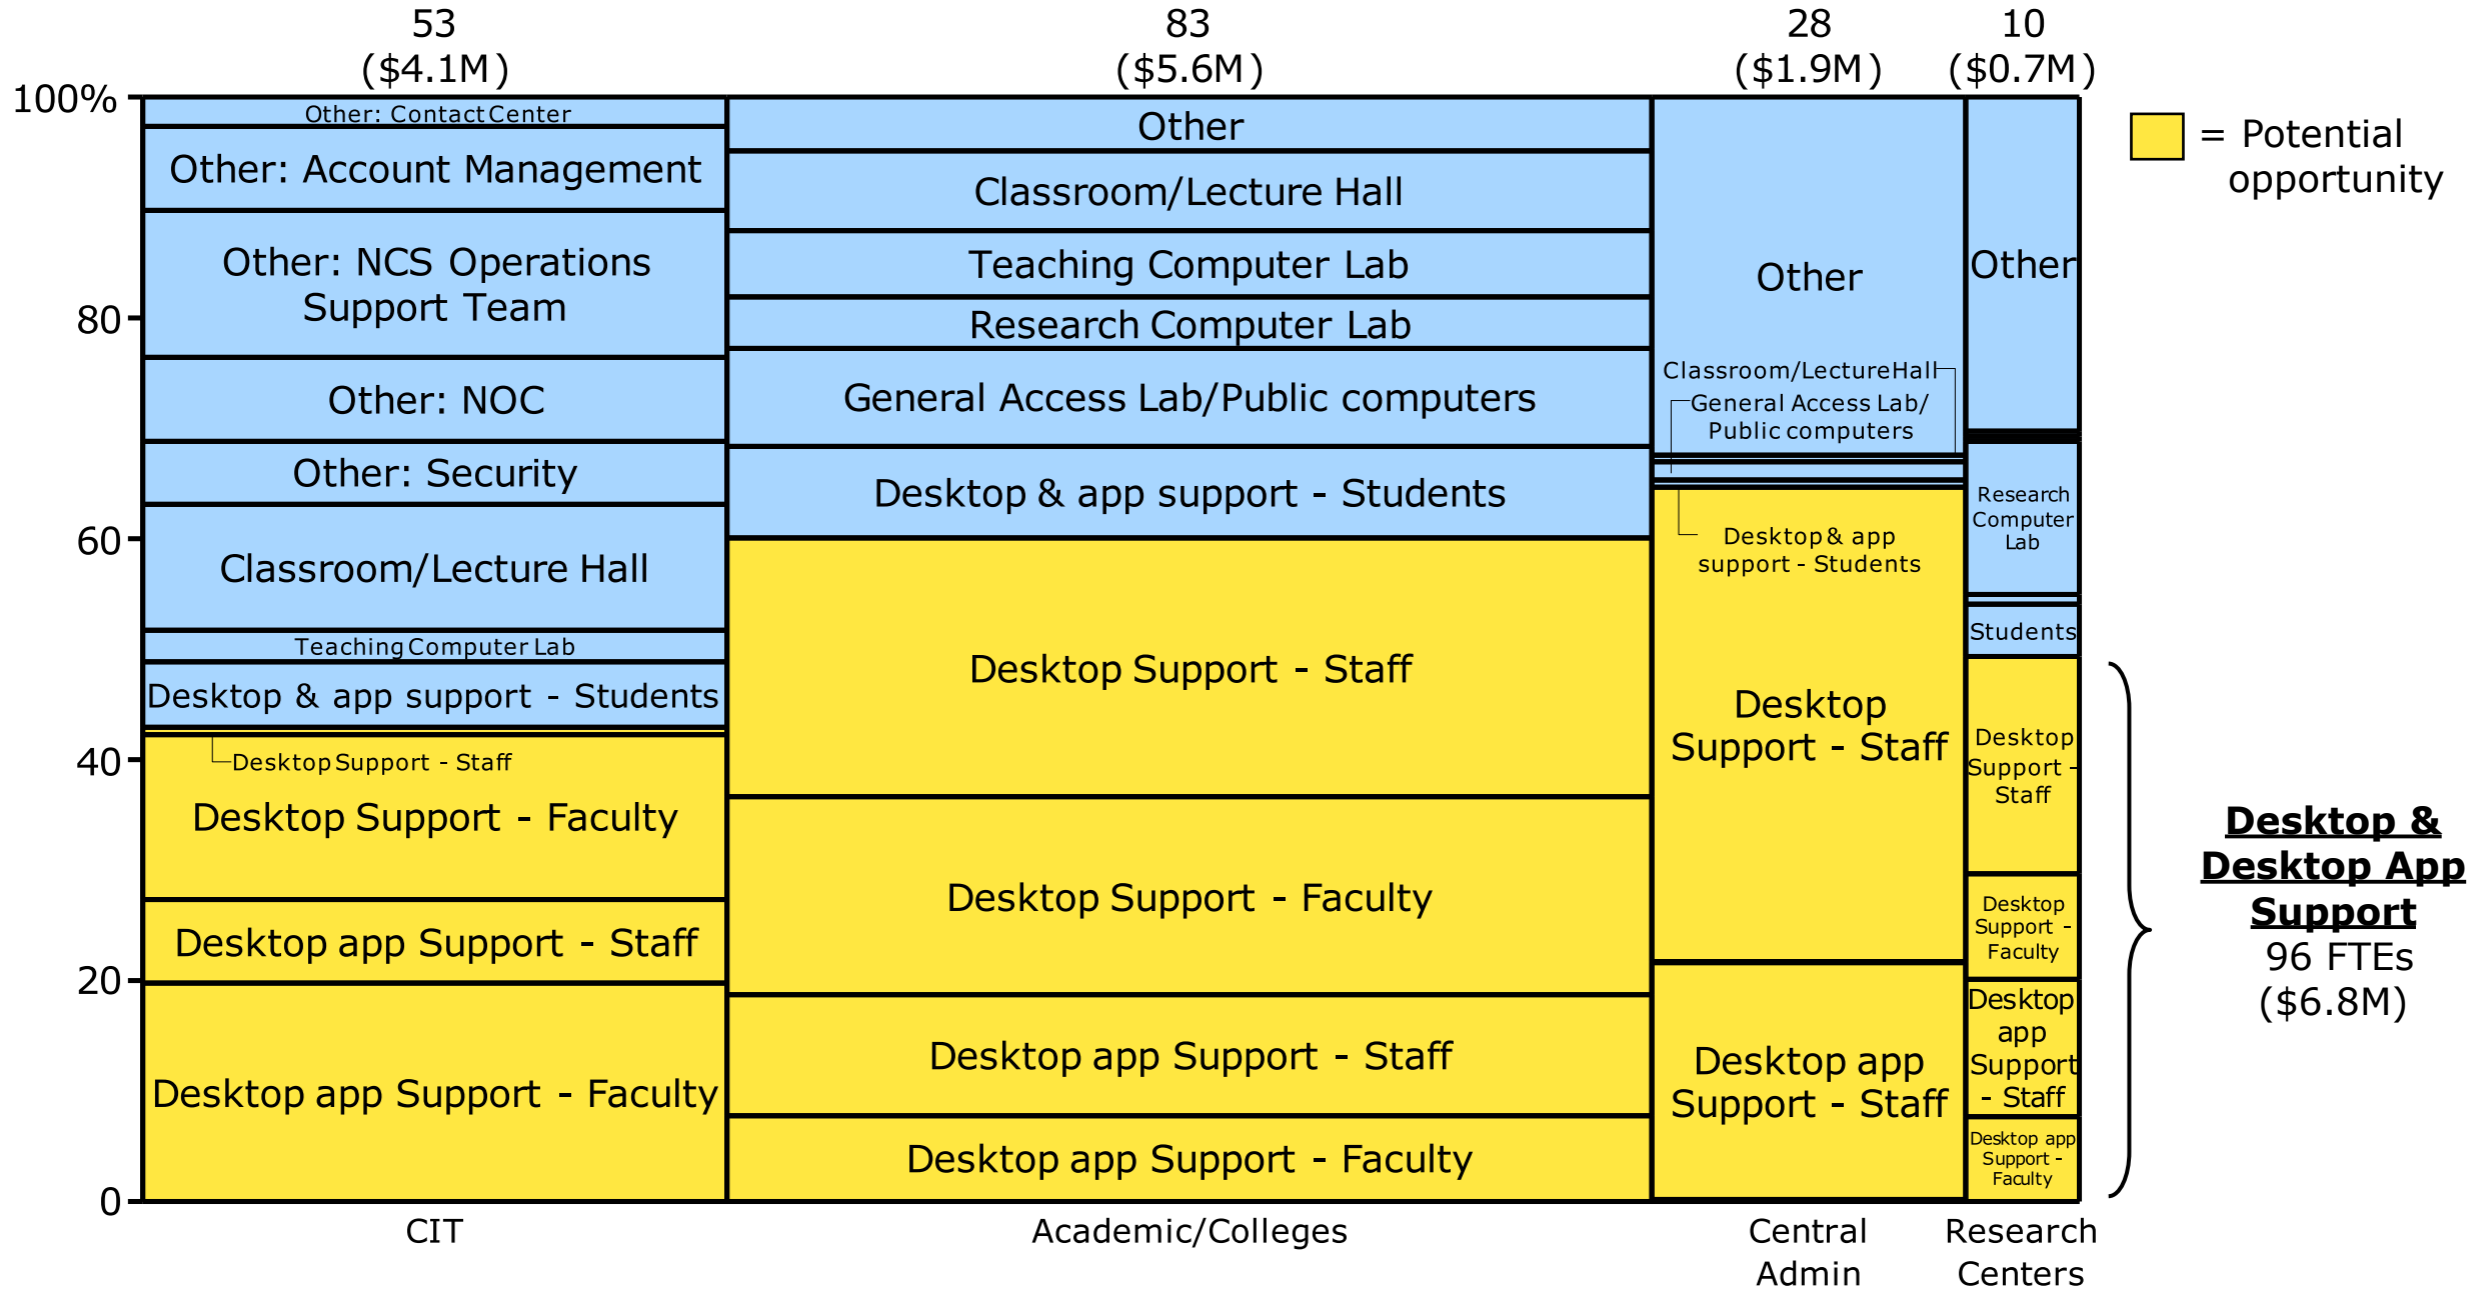 53
($4.1M)
83
($5.6M)
28
($1.9M)
10
($0.7M)
100%
80
60
40
20
0
Other: Contact Center
Other: Account Management
Other: NCS Operations
Support Team
Other: NOC
Other: Security
Classroom/Lecture Hall
Teaching Computer Lab
Desktop & app support - Students
Desktop Support - Staff
Desktop Support - Faculty
Desktop app Support - Staff
Desktop app Support - Faculty
CIT
Other
Classroom/Lecture Hall
Teaching Computer Lab
Research Computer Lab
General Access Lab/Public computers
Desktop & app support - Students
Desktop Support - Staff
Desktop Support - Faculty
Desktop app Support - Staff
Desktop app Support - Faculty
Academic/Colleges
Other
Classroom/Lecture Hall
General Access Lab/
Public computers
Desktop & app
support - Students
Desktop
Support - Staff
Desktop app
Support - Staff
Central
Admin
Other
Research
Computer
Lab
Students
Desktop
Support -
Staff
Desktop
Support -
Faculty
Desktop
app
Support
- Staff
Desktop app
Support -
Faculty
Research
Centers
= Potential
opportunity
Desktop &
Desktop App
Support
96 FTEs
($6.8M)